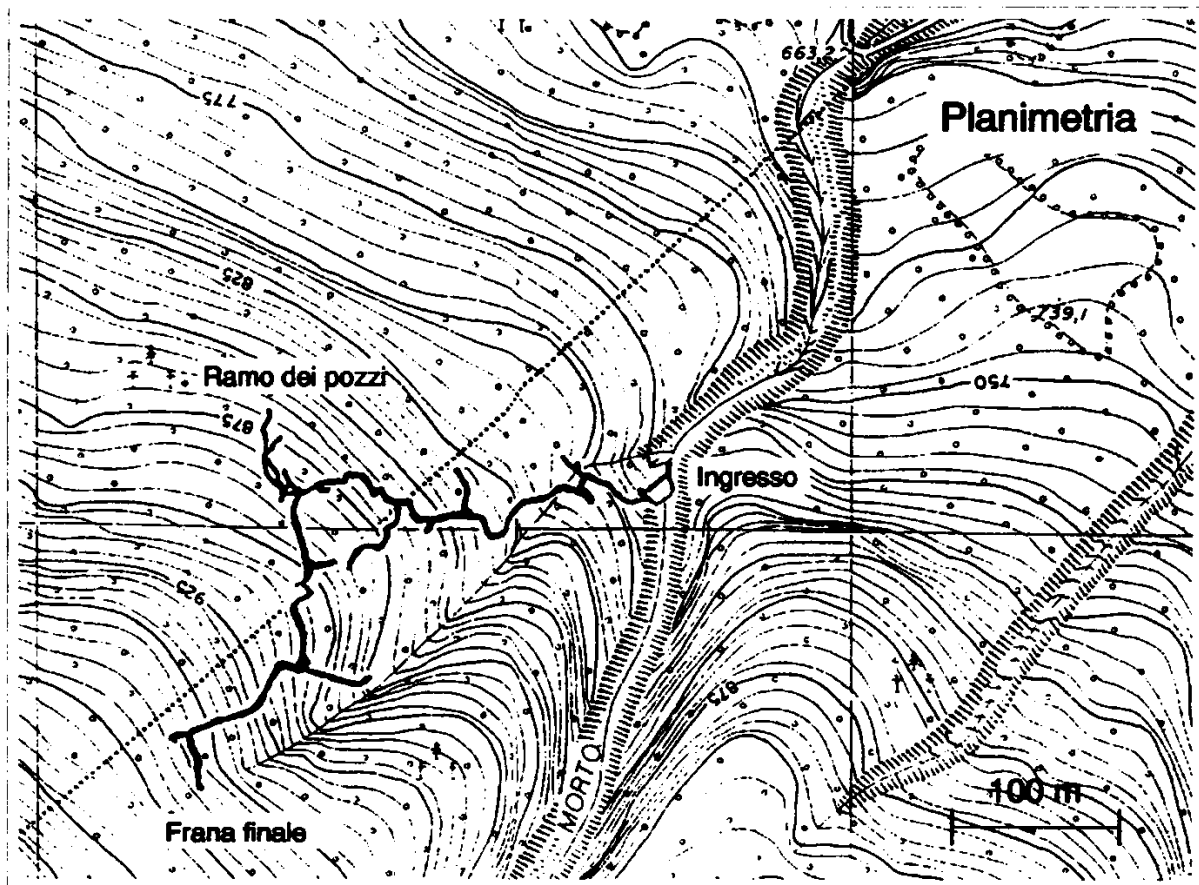 663,2
775
Planimetria
825
739,1
Ramo dei pozzi
750
875
Ingresso
925
875
MORTO
100 m
Frana finale